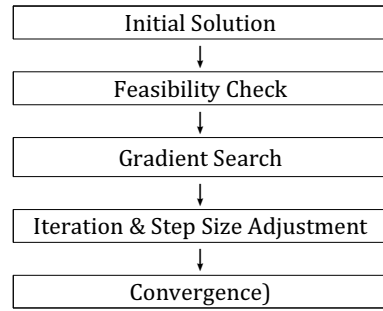 Initial Solution
Feasibility Check
Gradient Search
Iteration & Step Size Adjustment
Convergence)